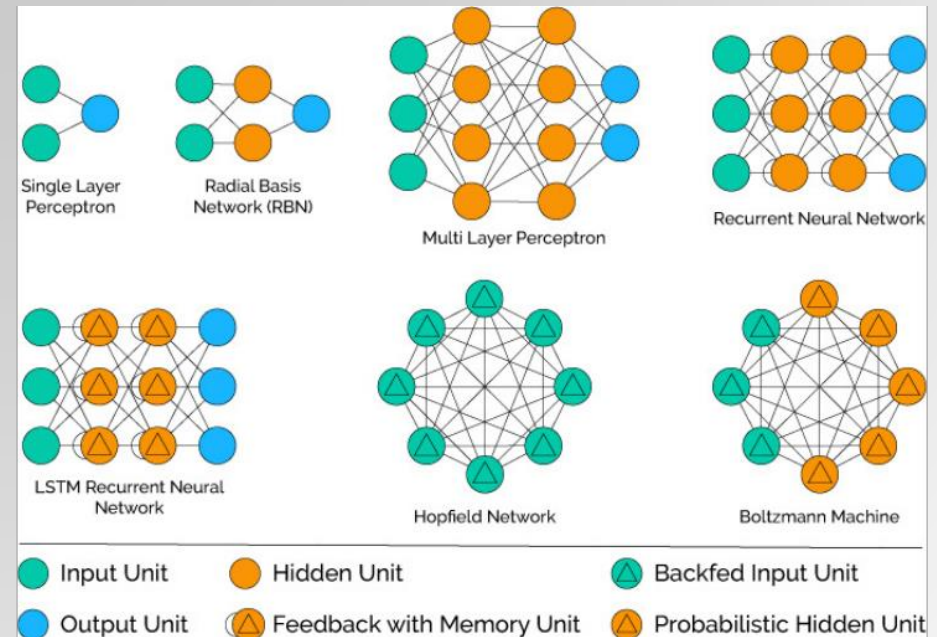 Single Layer
Perceptron
Radial Basis
Network (RBN)
Multi Layer Perceptron
Recurrent Neural Network
LSTM Recurrent Neural
Network
Hopfield Network
Boltzmann Machine
Input Unit
Hidden Unit
Backfed Input Unit
Output Unit
Feedback with Memory Unit
Probabilistic Hidden Unit